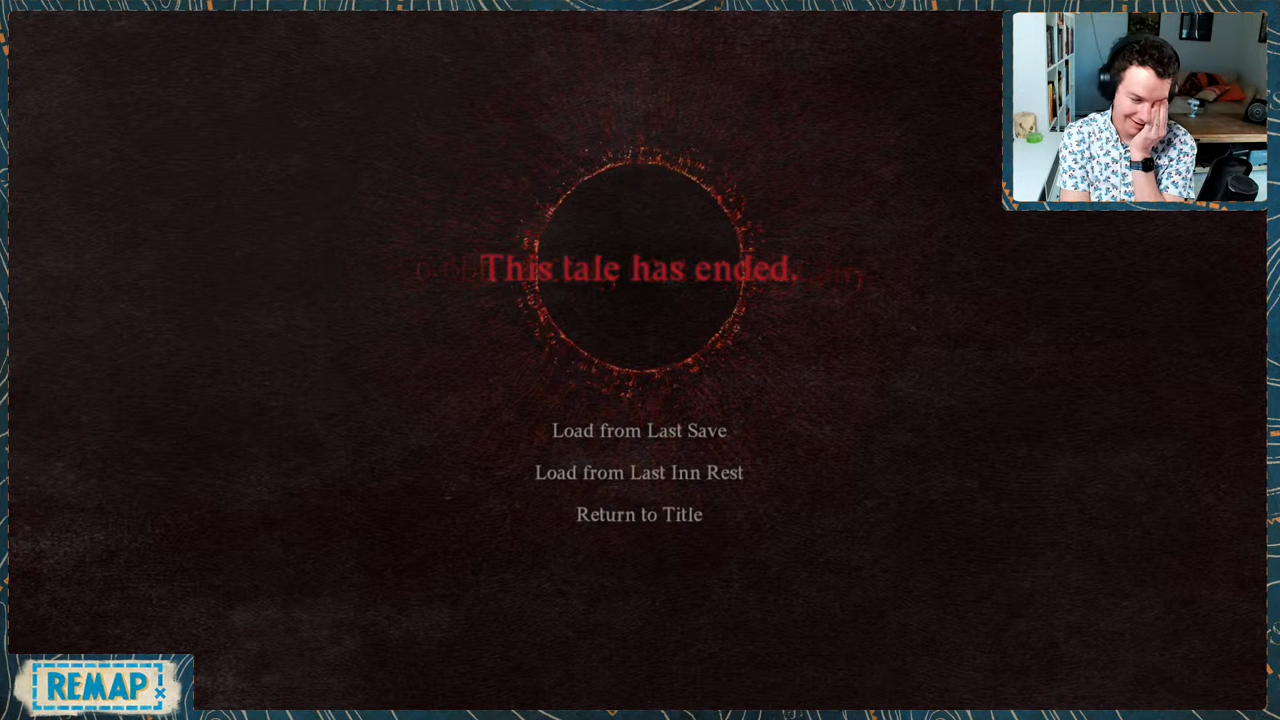 This tale has ended.
Load from Last Save
Load from Last Inn Rest
Return to Title
REMAP